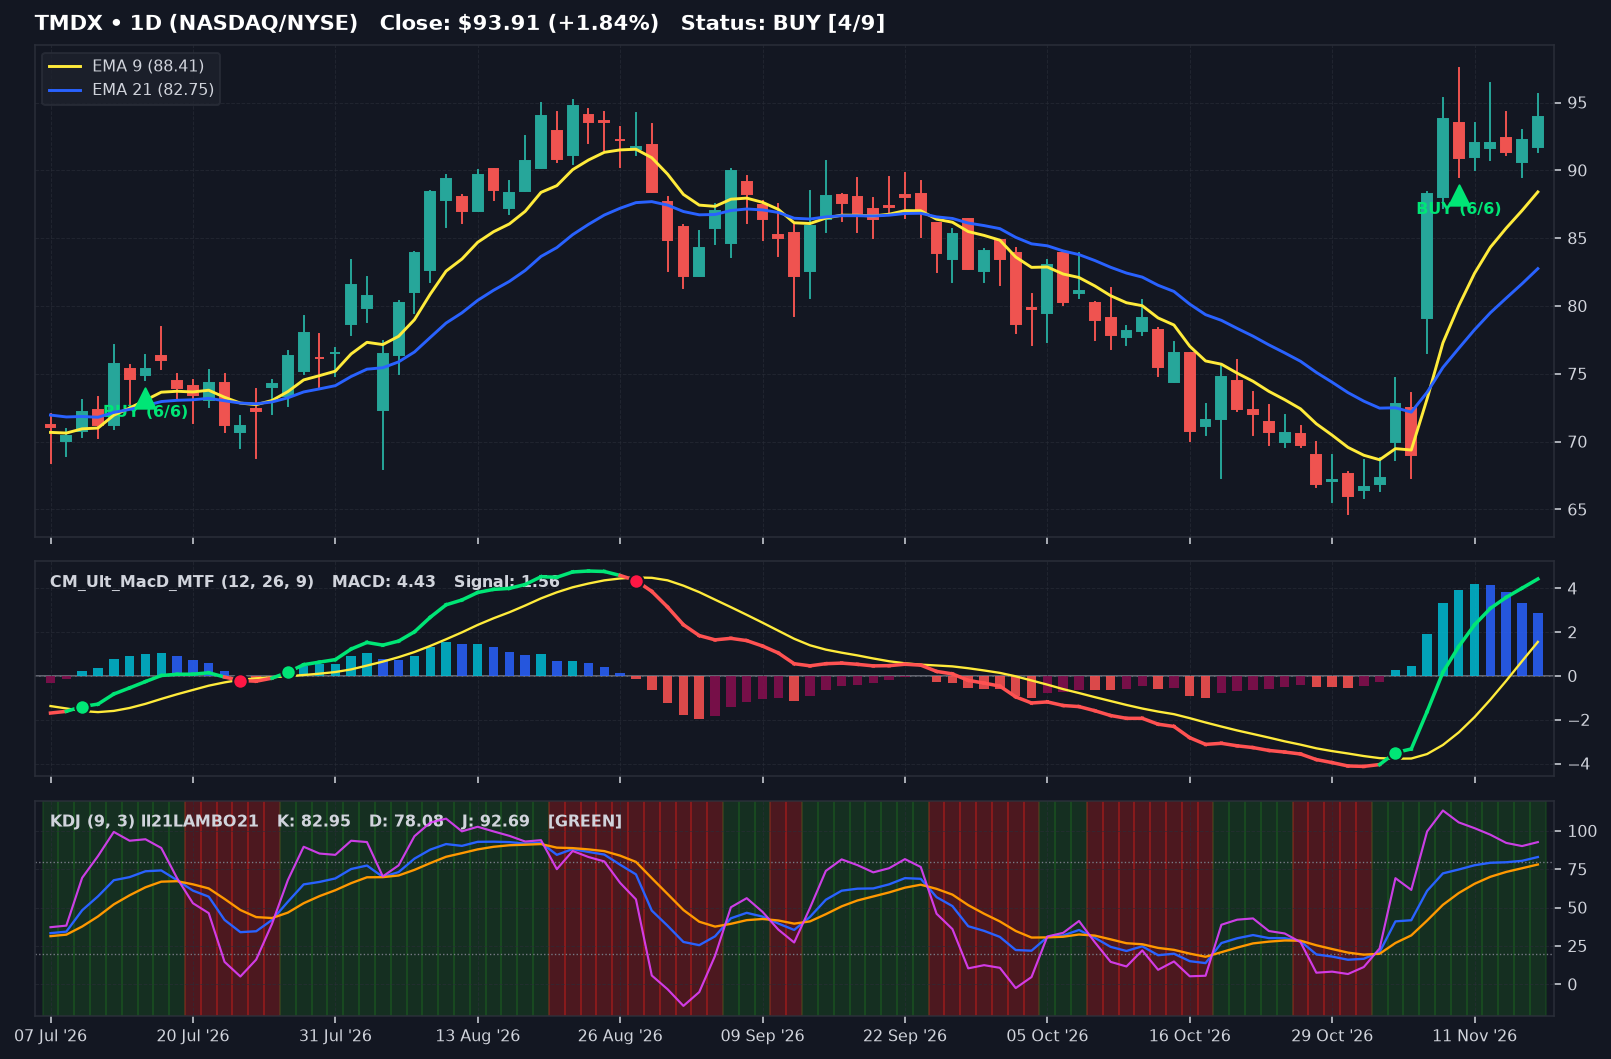 TMDX • 1D (NASDAQ/NYSE)   Close: $93.91 (+1.84%)   Status: BUY [4/9]
EMA 9 (88.41)
EMA 21 (82.75)
95
90
85
80
75
70
65
BUY (6/6)
BUY (6/6)
CM_Ult_MacD_MTF (12, 26, 9)   MACD: 4.43   Signal: 1.56
4
2
0
−2
−4
KDJ (9, 3) II21LAMBO21   K: 82.95   D: 78.08   J: 92.69   [GREEN]
100
75
50
25
0
07 Jul '26
20 Jul '26
31 Jul '26
13 Aug '26
26 Aug '26
09 Sep '26
22 Sep '26
05 Oct '26
16 Oct '26
29 Oct '26
11 Nov '26